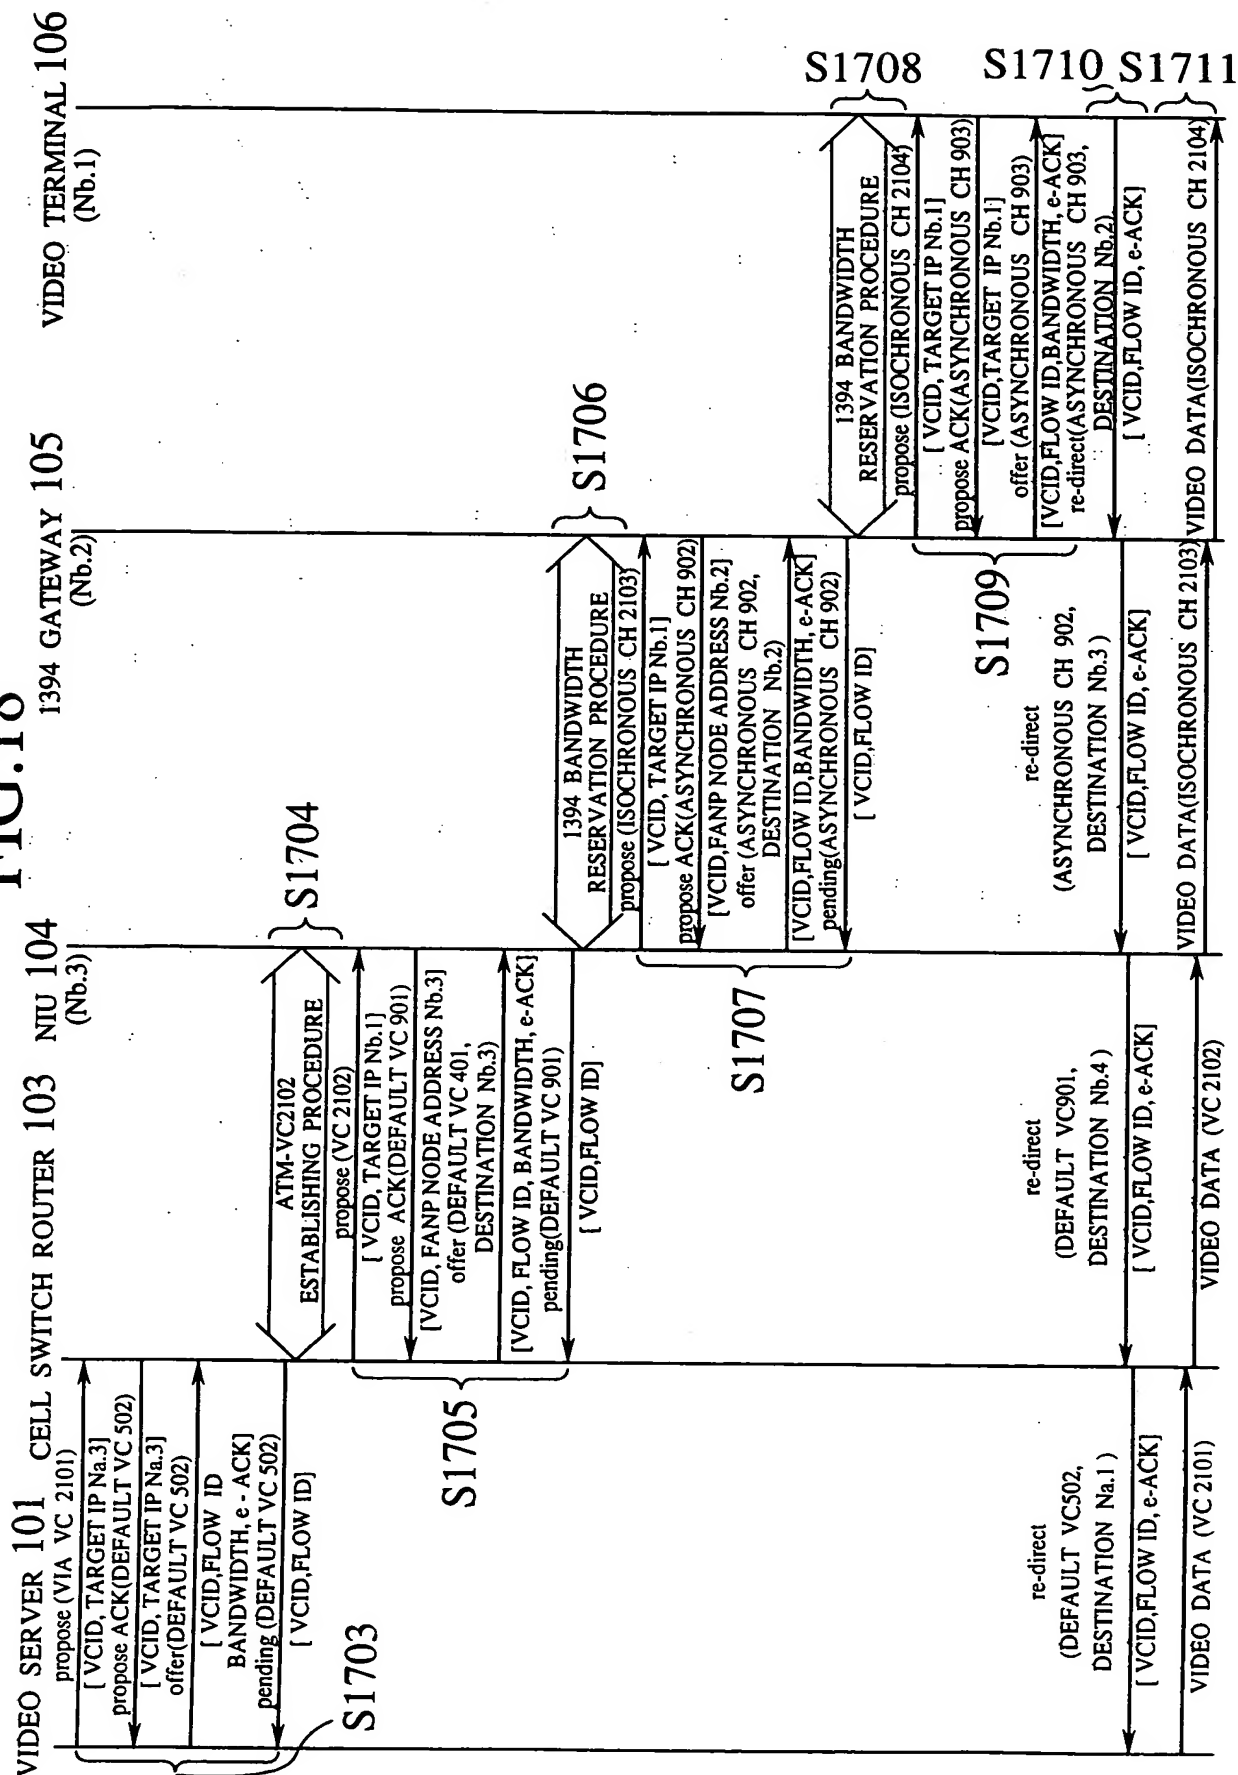 FIG.18
VIDEO SERVER 101
CELL SWITCH ROUTER 103
NIU 104
(Nb.3)
1394 GATEWAY 105
(Nb.2)
VIDEO TERMINAL 106
(Nb.1)
propose (VIA VC 2101)
[ VCID, TARGET IP Na.3]
propose ACK(DEFAULT VC 502)
[ VCID, TARGET IP Na.3]
offer(DEFAULT VC 502)
[ VCID,FLOW ID
BANDWIDTH, e - ACK]
pending (DEFAULT VC 502)
[ VCID,FLOW ID]
S1703
ATM-VC2102
ESTABLISHING PROCEDURE
S1704
propose (VC 2102)
[ VCID, TARGET IP Nb.1]
propose ACK(DEFAULT VC 901)
[VCID, FANP NODE ADDRESS Nb.3]
offer (DEFAULT VC 401,
DESTINATION Nb.3)
[VCID, FLOW ID, BANDWIDTH, e-ACK]
pending(DEFAULT VC 901)
[ VCID,FLOW ID]
S1705
1394 BANDWIDTH
RESERVATION PROCEDURE
S1706
propose (ISOCHRONOUS CH 2103)
[ VCID, TARGET IP Nb.1]
propose ACK(ASYNCHRONOUS CH 902)
[VCID,FANP NODE ADDRESS Nb.2]
offer (ASYNCHRONOUS CH 902,
DESTINATION Nb.2)
[VCID,FLOW ID,BANDWIDTH, e-ACK]
pending(ASYNCHRONOUS CH 902)
[ VCID,FLOW ID]
S1707
1394 BANDWIDTH
RESERVATION PROCEDURE
S1708
propose (ISOCHRONOUS CH 2104)
[ VCID, TARGET IP Nb.1]
propose ACK(ASYNCHRONOUS CH 903)
[VCID,TARGET IP Nb.1]
offer (ASYNCHRONOUS CH 903)
[VCID,FLOW ID,BANDWIDTH, e-ACK]
S1709
re-direct(ASYNCHRONOUS CH 903,
DESTINATION Nb.2)
[ VCID,FLOW ID, e-ACK]
S1710
re-direct
(ASYNCHRONOUS CH 902,
DESTINATION Nb.3 )
[ VCID,FLOW ID, e-ACK]
re-direct
(DEFAULT VC901,
DESTINATION Nb.4 )
[ VCID,FLOW ID, e-ACK]
re-direct
(DEFAULT VC502,
DESTINATION Na.1 )
[ VCID,FLOW ID, e-ACK]
VIDEO DATA (VC 2101)
VIDEO DATA (VC 2102)
VIDEO DATA(ISOCHRONOUS CH 2103)
VIDEO DATA(ISOCHRONOUS CH 2104)
S1711